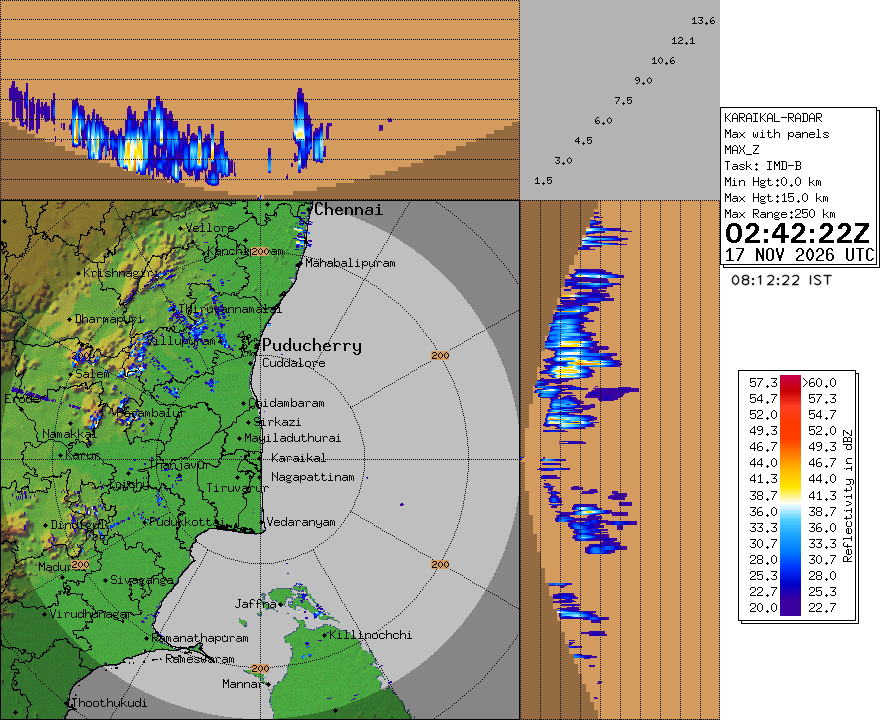 13.6
12.1
10.6
9.0
7.5
6.0
4.5
3.0
1.5
KARAIKAL-RADAR
Max with panels
MAX_Z
Task: IMD-B
Min Hgt:0.0 km
Max Hgt:15.0 km
Max Range:250 km
02:42:22Z
17 NOV 2026 UTC
08:12:22 IST
Chennai
Vellore
200
Mahabalipuram
Krishnagiri
Thiruvannamalai
Dharmapuri
Villupuram
Puducherry
200
200
Cuddalore
Salem
Erode
Chidambaram
Perambalur
Sirkazi
Namakkal
Mayiladuthurai
Karur
Karaikal
Thanjavur
Nagapattinam
Tiruvarur
Dindigul
Pudukkottai
Vedaranyam
200
200
Madurai
Sivaganga
Jaffna
Virudhunagar
Ramanathapuram
Killinochchi
Rameswaram
200
Mannar
Thoothukudi
57.3 >60.0
54.7 57.3
52.0 54.7
49.3 52.0
46.7 49.3
44.0 46.7
41.3 44.0
38.7 41.3
36.0 38.7
33.3 36.0
30.7 33.3
28.0 30.7
25.3 28.0
22.7 25.3
20.0 22.7
Reflectivity in dBZ